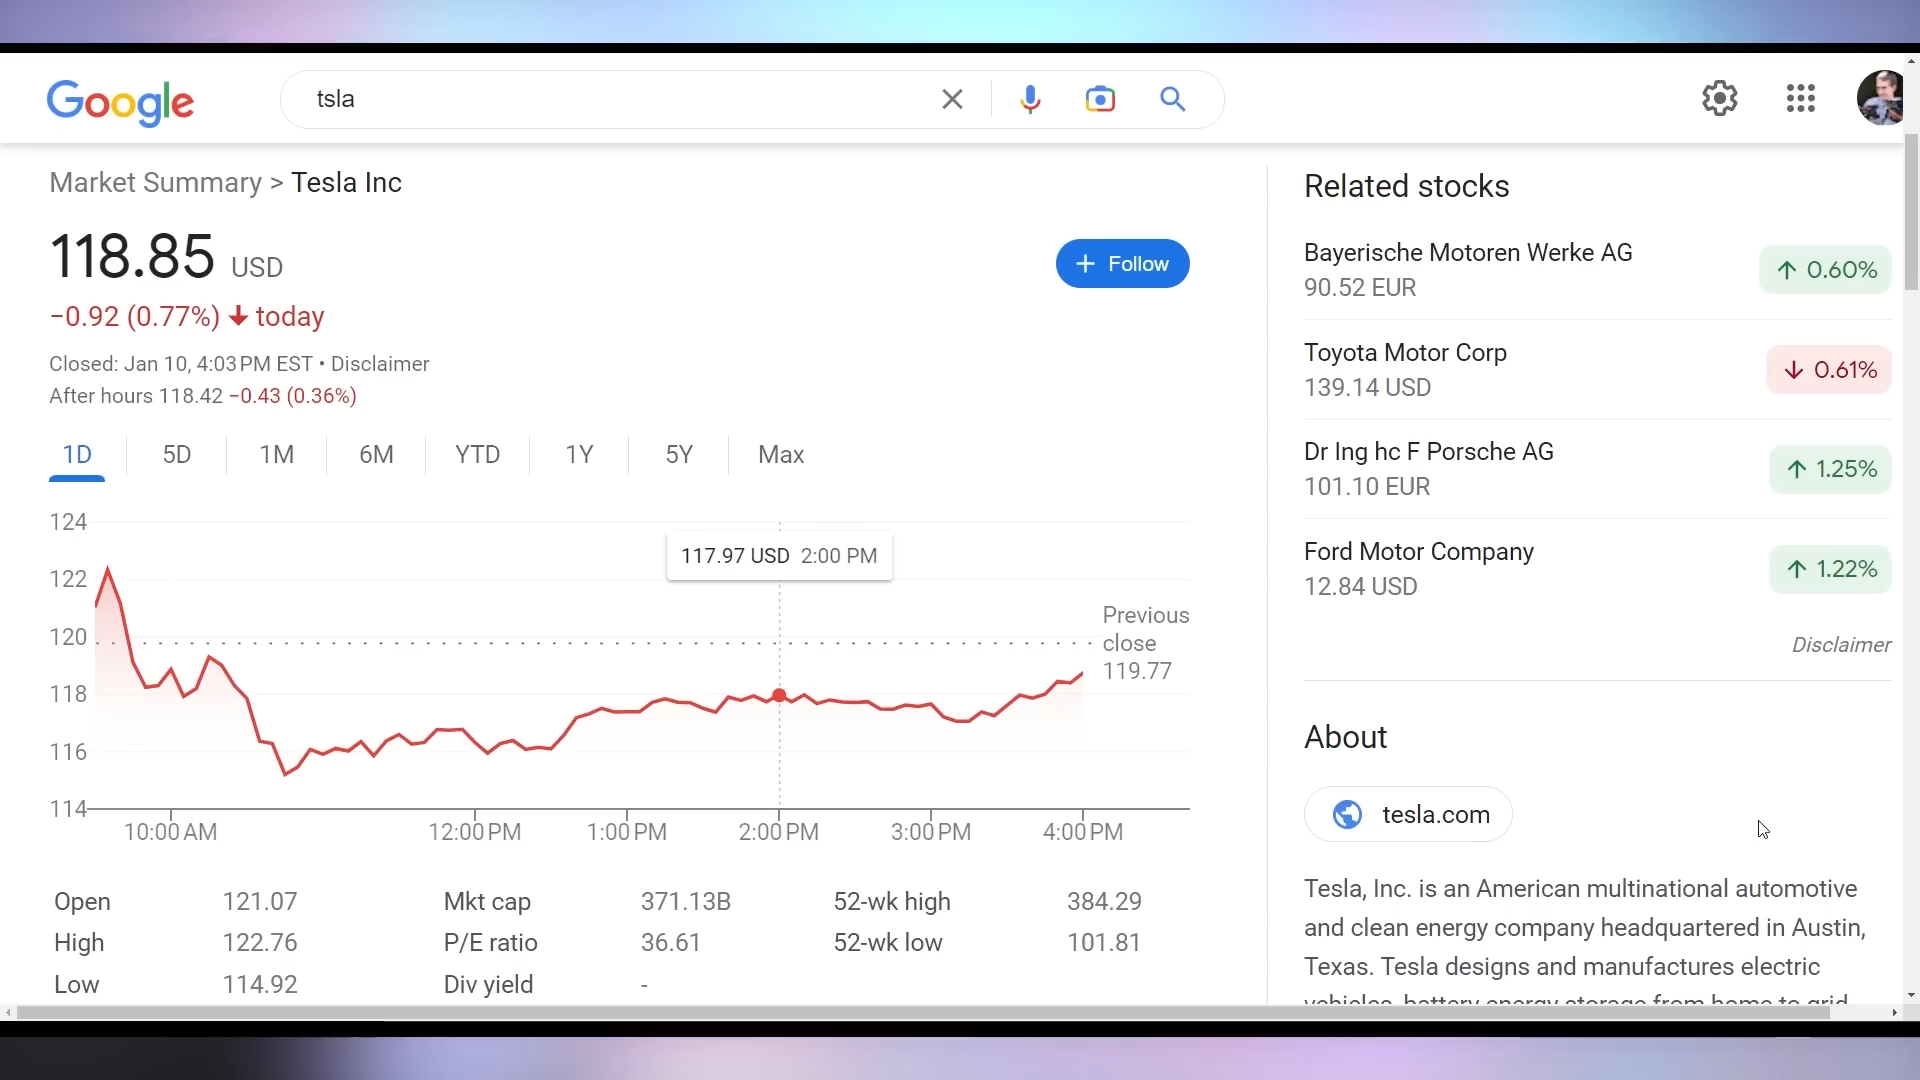 Google
tsla
Market Summary > Tesla Inc
118.85 USD
−0.92 (0.77%) today
Closed: Jan 10, 4:03 PM EST • Disclaimer
After hours 118.42 −0.43 (0.36%)
Follow
1D 5D 1M 6M YTD 1Y 5Y Max
124
122
120
118
116
114
117.97 USD 2:00 PM
Previous
close
119.77
10:00 AM 12:00 PM 1:00 PM 2:00 PM 3:00 PM 4:00 PM
Open 121.07 Mkt cap 371.13B 52-wk high 384.29
High 122.76 P/E ratio 36.61 52-wk low 101.81
Low 114.92 Div yield -
Related stocks
Bayerische Motoren Werke AG
90.52 EUR
0.60%
Toyota Motor Corp
139.14 USD
0.61%
Dr Ing hc F Porsche AG
101.10 EUR
1.25%
Ford Motor Company
12.84 USD
1.22%
Disclaimer
About
tesla.com
Tesla, Inc. is an American multinational automotive
and clean energy company headquartered in Austin,
Texas. Tesla designs and manufactures electric
vehicles, battery energy storage from home to grid